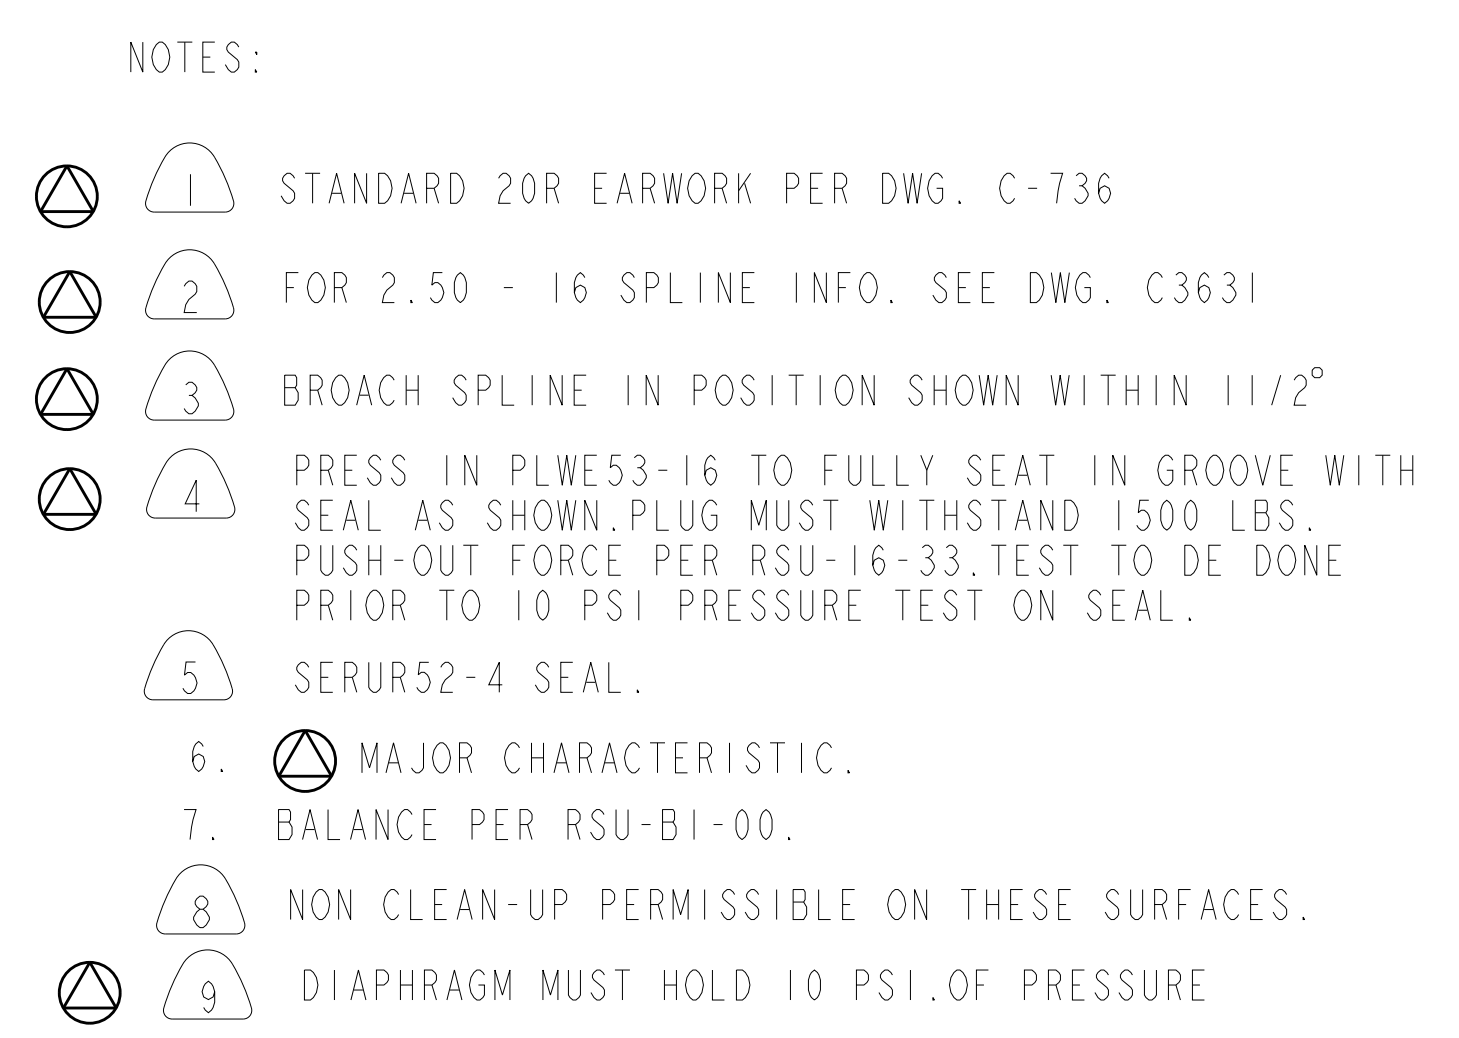 NOTES:
1 STANDARD 20R EARWORK PER DWG. C-736
2 FOR 2.50 - 16 SPLINE INFO. SEE DWG. C3631
3 BROACH SPLINE IN POSITION SHOWN WITHIN 11/2°
4 PRESS IN PLWE53-16 TO FULLY SEAT IN GROOVE WITH
SEAL AS SHOWN.PLUG MUST WITHSTAND 1500 LBS.
PUSH-OUT FORCE PER RSU-16-33.TEST TO DE DONE
PRIOR TO 10 PSI PRESSURE TEST ON SEAL.
5 SERUR52-4 SEAL.
6. MAJOR CHARACTERISTIC.
7. BALANCE PER RSU-B1-00.
8 NON CLEAN-UP PERMISSIBLE ON THESE SURFACES.
9 DIAPHRAGM MUST HOLD 10 PSI.OF PRESSURE